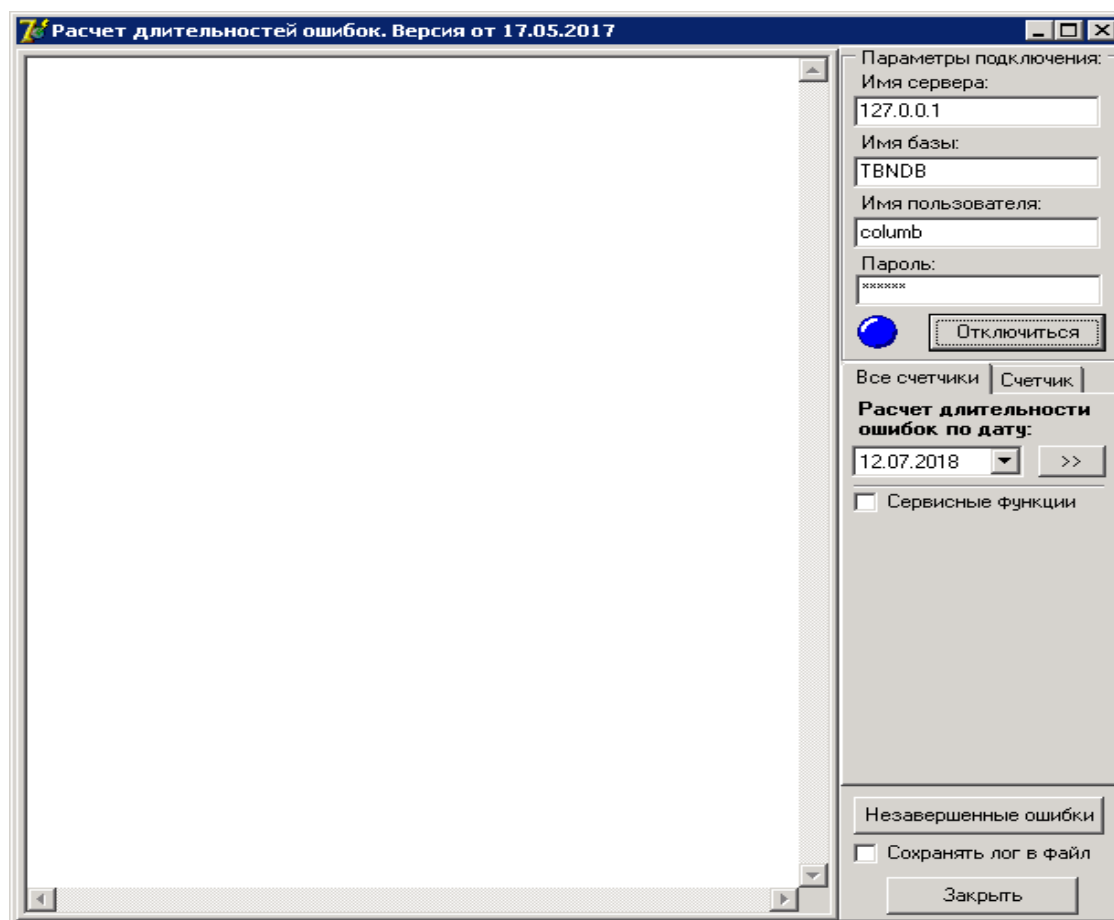 Расчет длительностей ошибок. Версия от 17.05.2017
Параметры подключения:
Имя сервера:
127.0.0.1
Имя базы:
TBNDB
Имя пользователя:
columb
Пароль:
******
Отключиться
Все счетчики Счетчик
Расчет длительности
ошибок по дату:
12.07.2018 >>
Сервисные функции
Незавершенные ошибки
Сохранять лог в файл
Закрыть